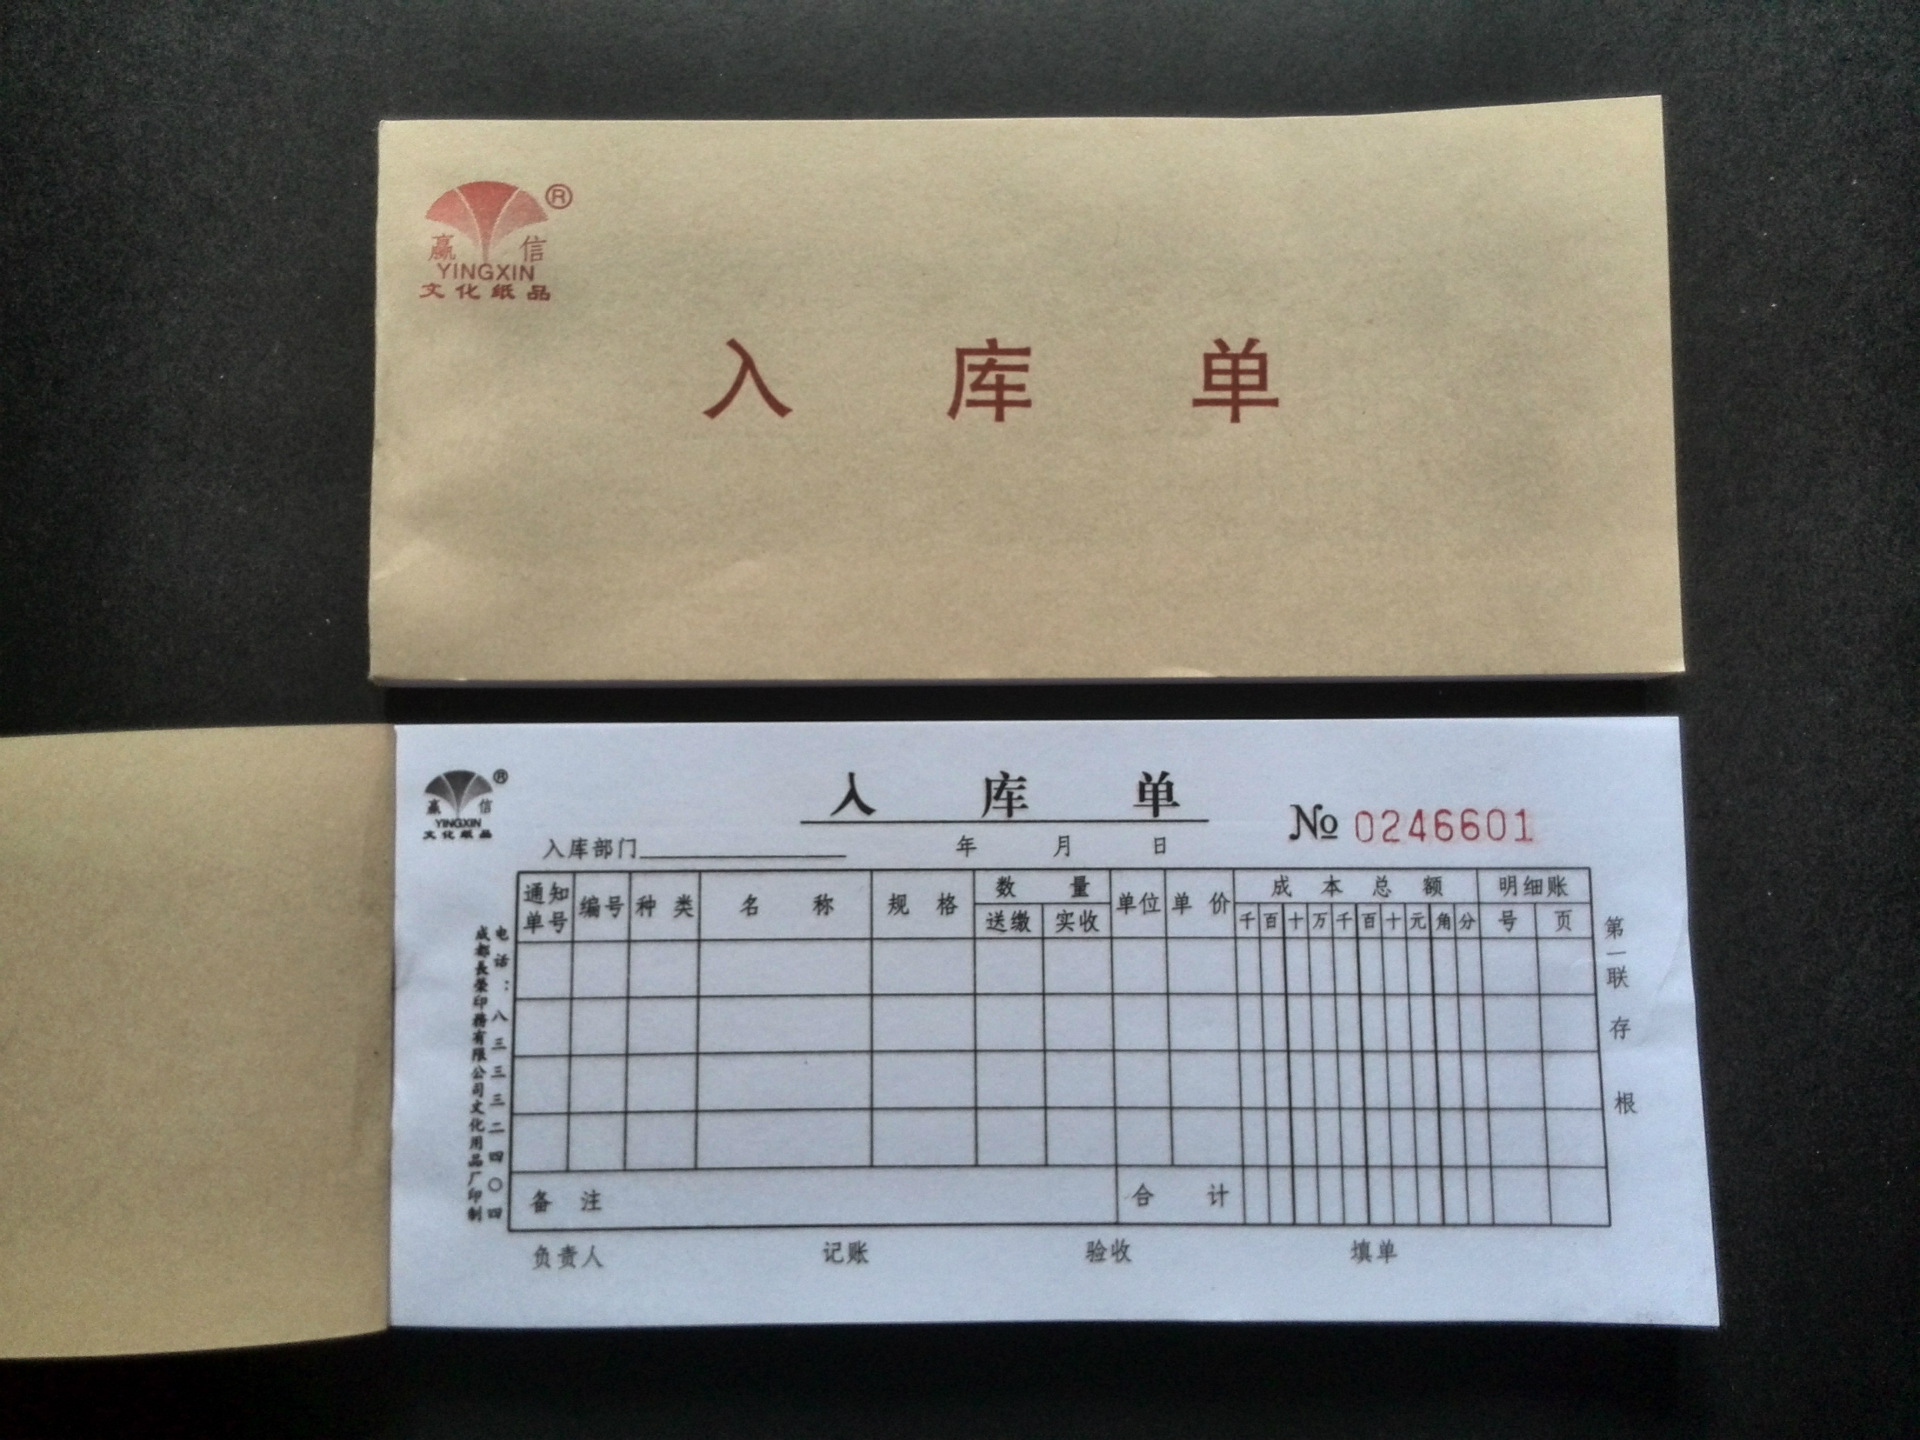 赢 信 ®
YINGXIN
文化纸品
入 库 单
赢 信 ®
YINGXIN
文化纸品
入 库 单
№ 0246601
入库部门 年 月 日
通知单号 编号 种类 名称 规格 数量 单位 单价 成本总额 明细账
送缴 实收 千 百 十 万 千 百 十 元 角 分 号 页
备注 合计
负责人 记账 验收 填单
第一联 存根
电话：八三三三二四〇四
成都長榮印務有限公司文化用品厂印制